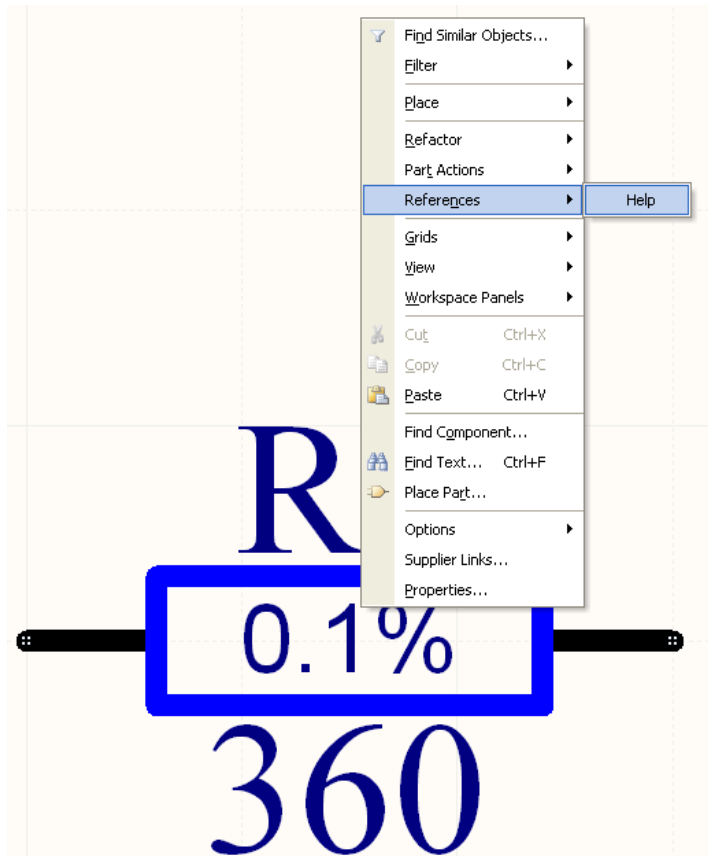 Find Similar Objects...
Filter
Place
Refactor
Part Actions
References
Help
Grids
View
Workspace Panels
Cut Ctrl+X
Copy Ctrl+C
Paste Ctrl+V
Find Component...
Find Text... Ctrl+F
Place Part...
Options
Supplier Links...
Properties...
R
0.1%
360